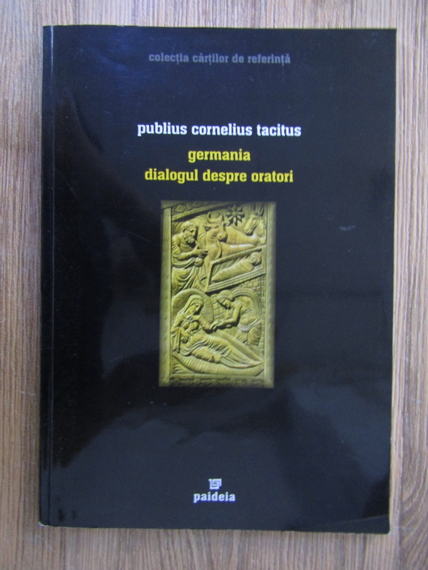 colecția cărților de referință
publius cornelius tacitus
germania
dialogul despre oratori
paideia